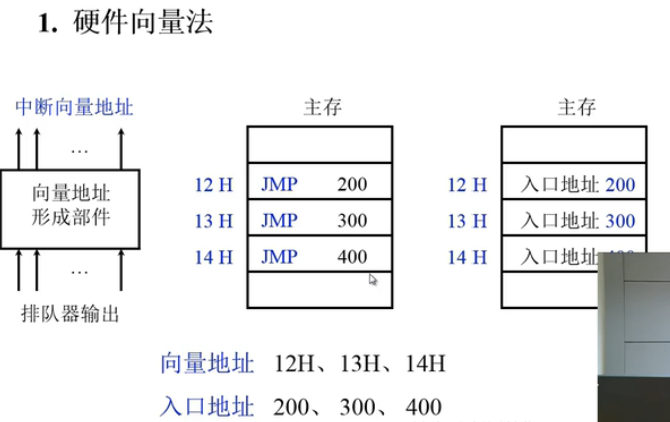 1. 硬件向量法
中断向量地址
…
向量地址
形成部件
…
排队器输出
主存
12 H JMP 200
13 H JMP 300
14 H JMP 400
主存
12 H 入口地址 200
13 H 入口地址 300
14 H 入口地址
向量地址 12H、13H、14H
入口地址 200、 300、 400